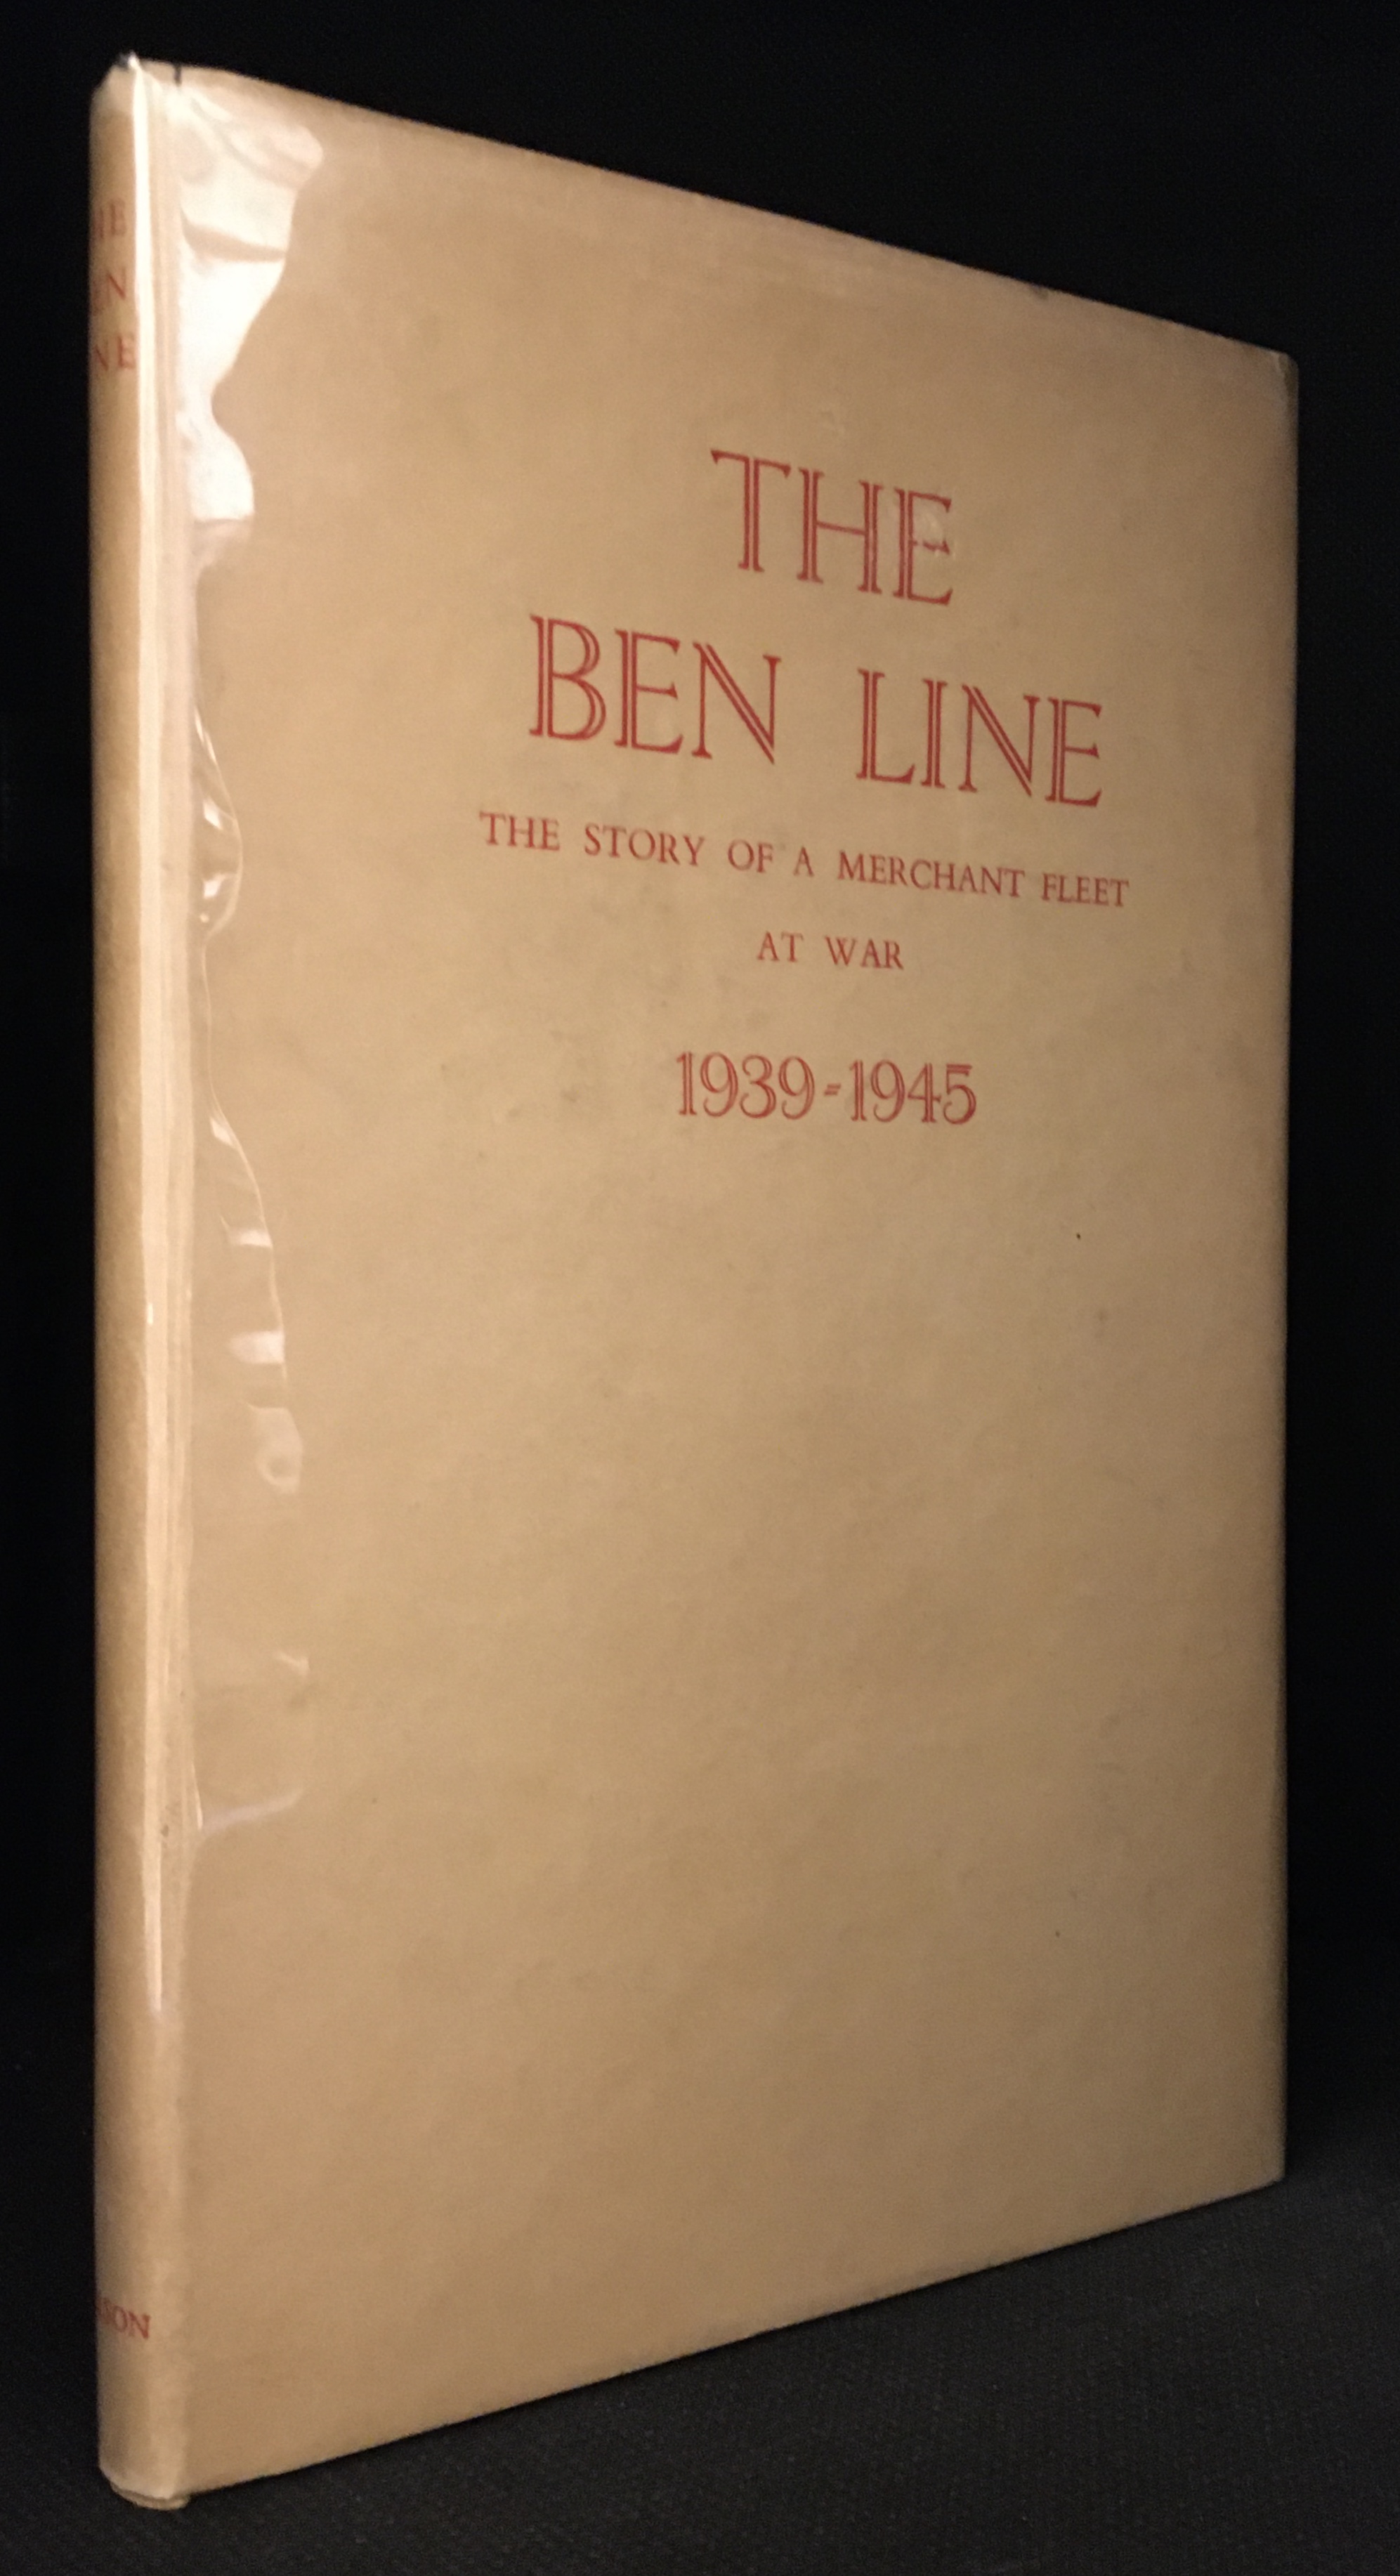 THE
BEN LINE
THE STORY OF A MERCHANT FLEET
AT WAR
1939-1945